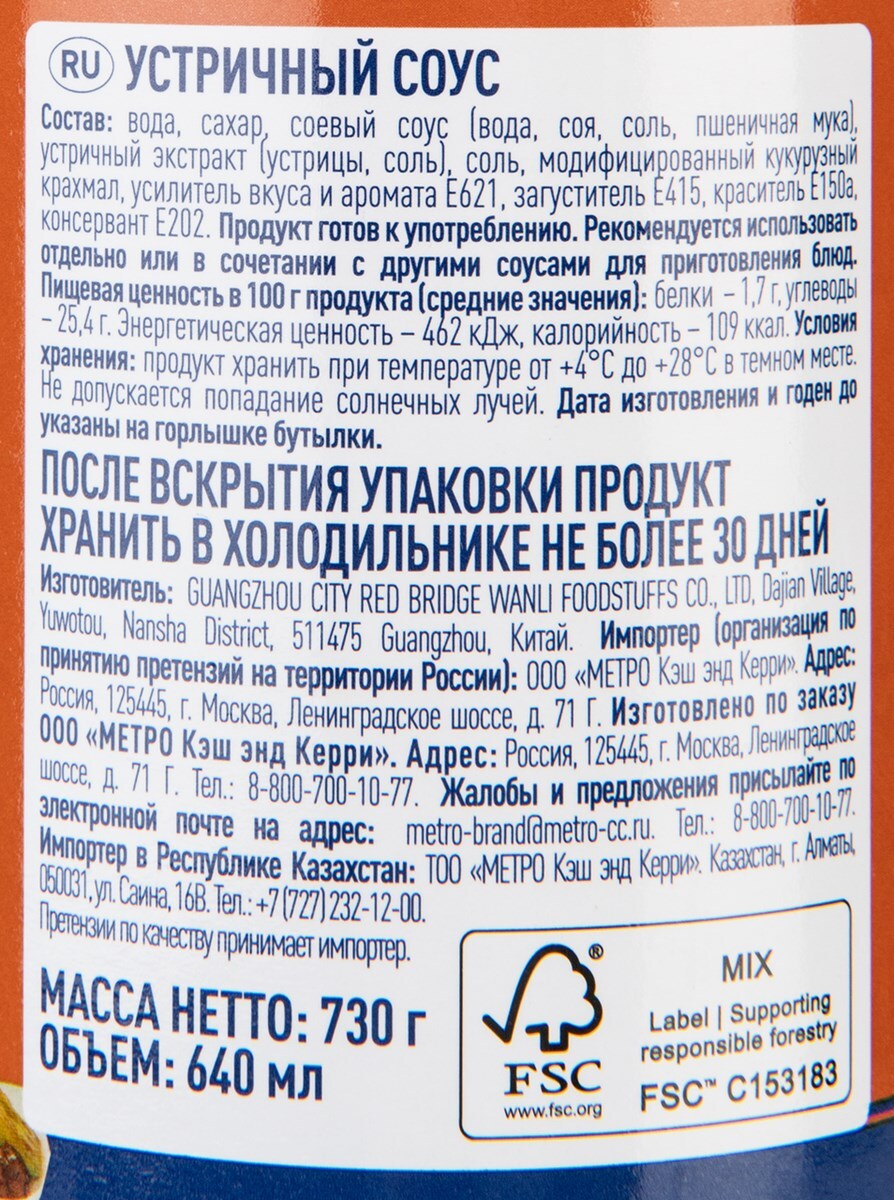 RU УСТРИЧНЫЙ СОУС
Состав: вода, сахар, соевый соус (вода, соя, соль, пшеничная мука),
устричный экстракт (устрицы, соль), соль, модифицированный кукурузный
крахмал, усилитель вкуса и аромата Е621, загуститель Е415, краситель Е150а,
консервант Е202. Продукт готов к употреблению. Рекомендуется использовать
отдельно или в сочетании с другими соусами для приготовления блюд.
Пищевая ценность в 100 г продукта (средние значения): белки – 1,7 г, углеводы
– 25,4 г. Энергетическая ценность – 462 кДж, калорийность – 109 ккал. Условия
хранения: продукт хранить при температуре от +4°С до +28°С в темном месте.
Не допускается попадание солнечных лучей. Дата изготовления и годен до
указаны на горлышке бутылки.
ПОСЛЕ ВСКРЫТИЯ УПАКОВКИ ПРОДУКТ
ХРАНИТЬ В ХОЛОДИЛЬНИКЕ НЕ БОЛЕЕ 30 ДНЕЙ
Изготовитель: GUANGZHOU CITY RED BRIDGE WANLI FOODSTUFFS CO., LTD, Dajian Village,
Yuwotou, Nansha District, 511475 Guangzhou, Китай. Импортер (организация по
принятию претензий на территории России): ООО «МЕТРО Кэш энд Керри». Адрес:
Россия, 125445, г. Москва, Ленинградское шоссе, д. 71 Г. Изготовлено по заказу
ООО «МЕТРО Кэш энд Керри». Адрес: Россия, 125445, г. Москва, Ленинградское
шоссе, д. 71 Г. Тел.: 8-800-700-10-77. Жалобы и предложения присылайте по
электронной почте на адрес: metro-brand@metro-cc.ru. Тел.: 8-800-700-10-77.
Импортер в Республике Казахстан: ТОО «МЕТРО Кэш энд Керри». Казахстан, г. Алматы,
050031, ул. Саина, 16В. Тел.: +7 (727) 232-12-00.
Претензии по качеству принимает импортер.
МАССА НЕТТО: 730 г
ОБЪЕМ: 640 мл
®
FSC
www.fsc.org
MIX
Label | Supporting
responsible forestry
FSC™ C153183